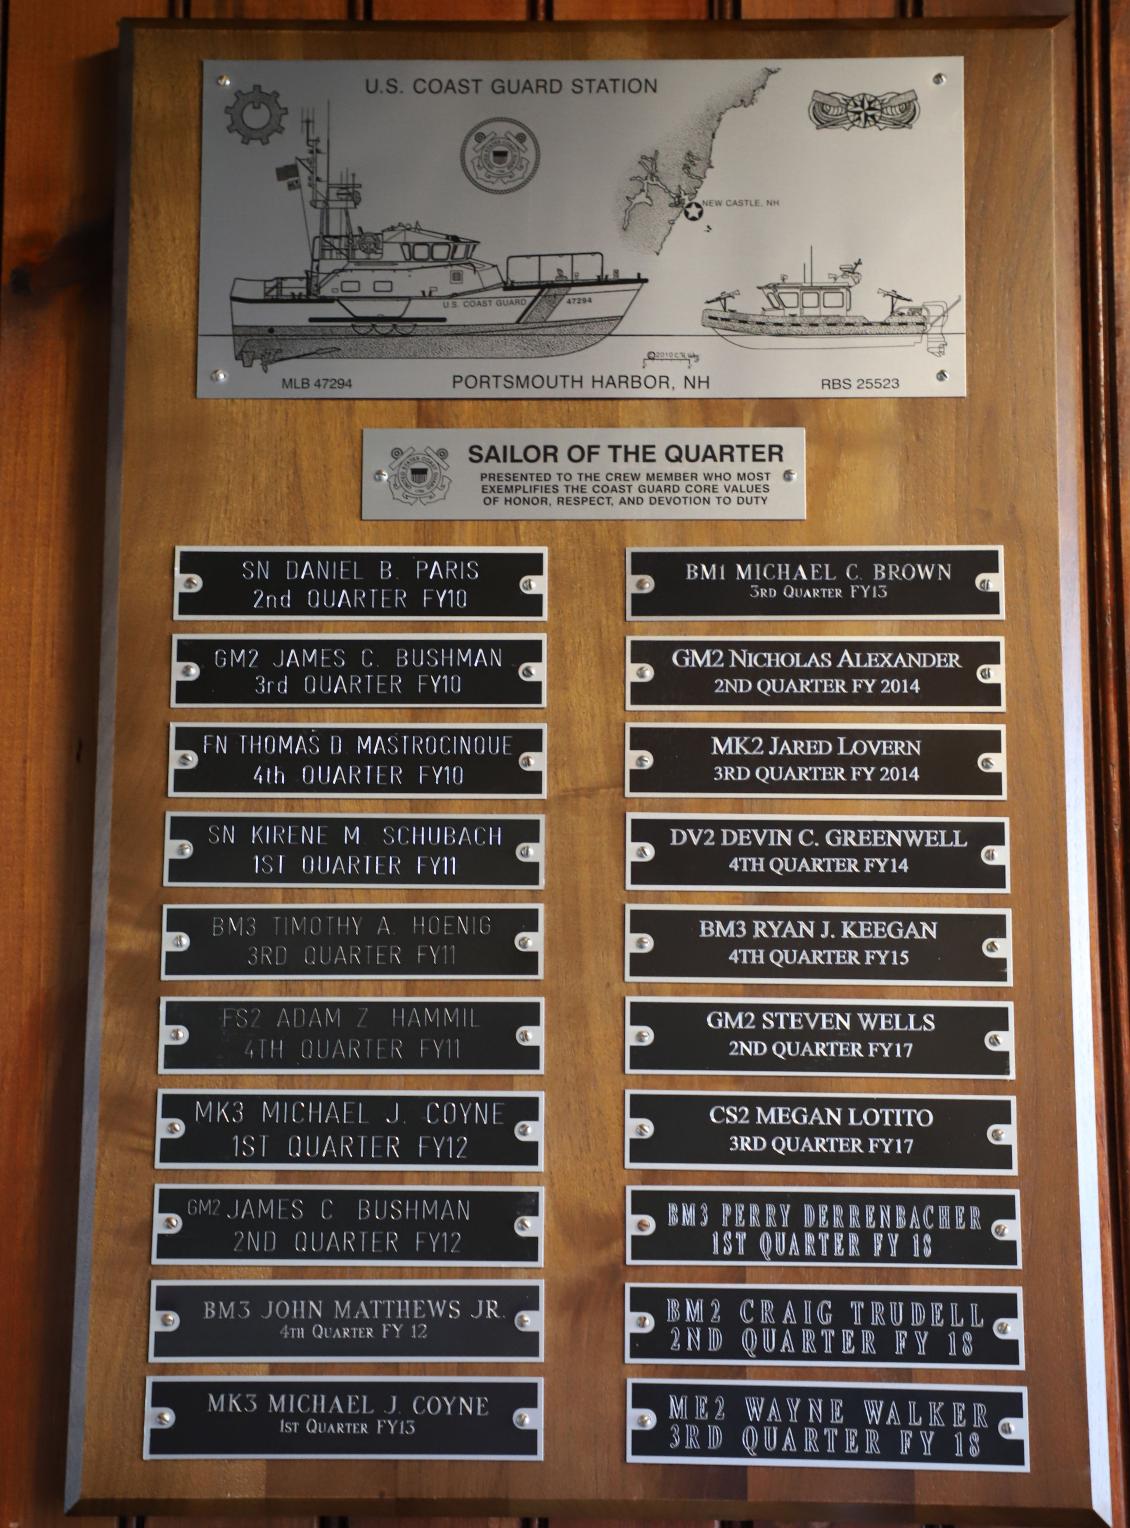 U.S. COAST GUARD STATION
NEW CASTLE, NH
U.S. COAST GUARD 47294
©2010
MLB 47294
PORTSMOUTH HARBOR, NH
RBS 25523
SAILOR OF THE QUARTER
PRESENTED TO THE CREW MEMBER WHO MOST
EXEMPLIFIES THE COAST GUARD CORE VALUES
OF HONOR, RESPECT, AND DEVOTION TO DUTY
SN DANIEL B. PARIS
2nd QUARTER FY10
GM2 JAMES C. BUSHMAN
3rd QUARTER FY10
FN THOMAS D MASTROCINQUE
4th QUARTER FY10
SN KIRENE M. SCHUBACH
1ST QUARTER FY11
BM3 TIMOTHY A. HOENIG
3RD QUARTER FY11
FS2 ADAM Z HAMMIL
4TH QUARTER FY11
MK3 MICHAEL J. COYNE
1ST QUARTER FY12
GM2 JAMES C BUSHMAN
2ND QUARTER FY12
BM3 JOHN MATTHEWS JR.
4TH QUARTER FY 12
MK3 MICHAEL J. COYNE
1ST QUARTER FY13
BM1 MICHAEL C. BROWN
3RD QUARTER FY13
GM2 NICHOLAS ALEXANDER
2ND QUARTER FY 2014
MK2 JARED LOVERN
3RD QUARTER FY 2014
DV2 DEVIN C. GREENWELL
4TH QUARTER FY14
BM3 RYAN J. KEEGAN
4TH QUARTER FY15
GM2 STEVEN WELLS
2ND QUARTER FY17
CS2 MEGAN LOTITO
3RD QUARTER FY17
BM3 PERRY DERRENBACHER
1ST QUARTER FY 18
BM2 CRAIG TRUDELL
2ND QUARTER FY 18
ME2 WAYNE WALKER
3RD QUARTER FY 18